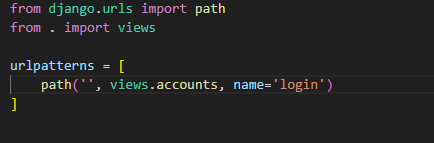 from django.urls import path
from . import views

urlpatterns = [
    path('', views.accounts, name='login')
]